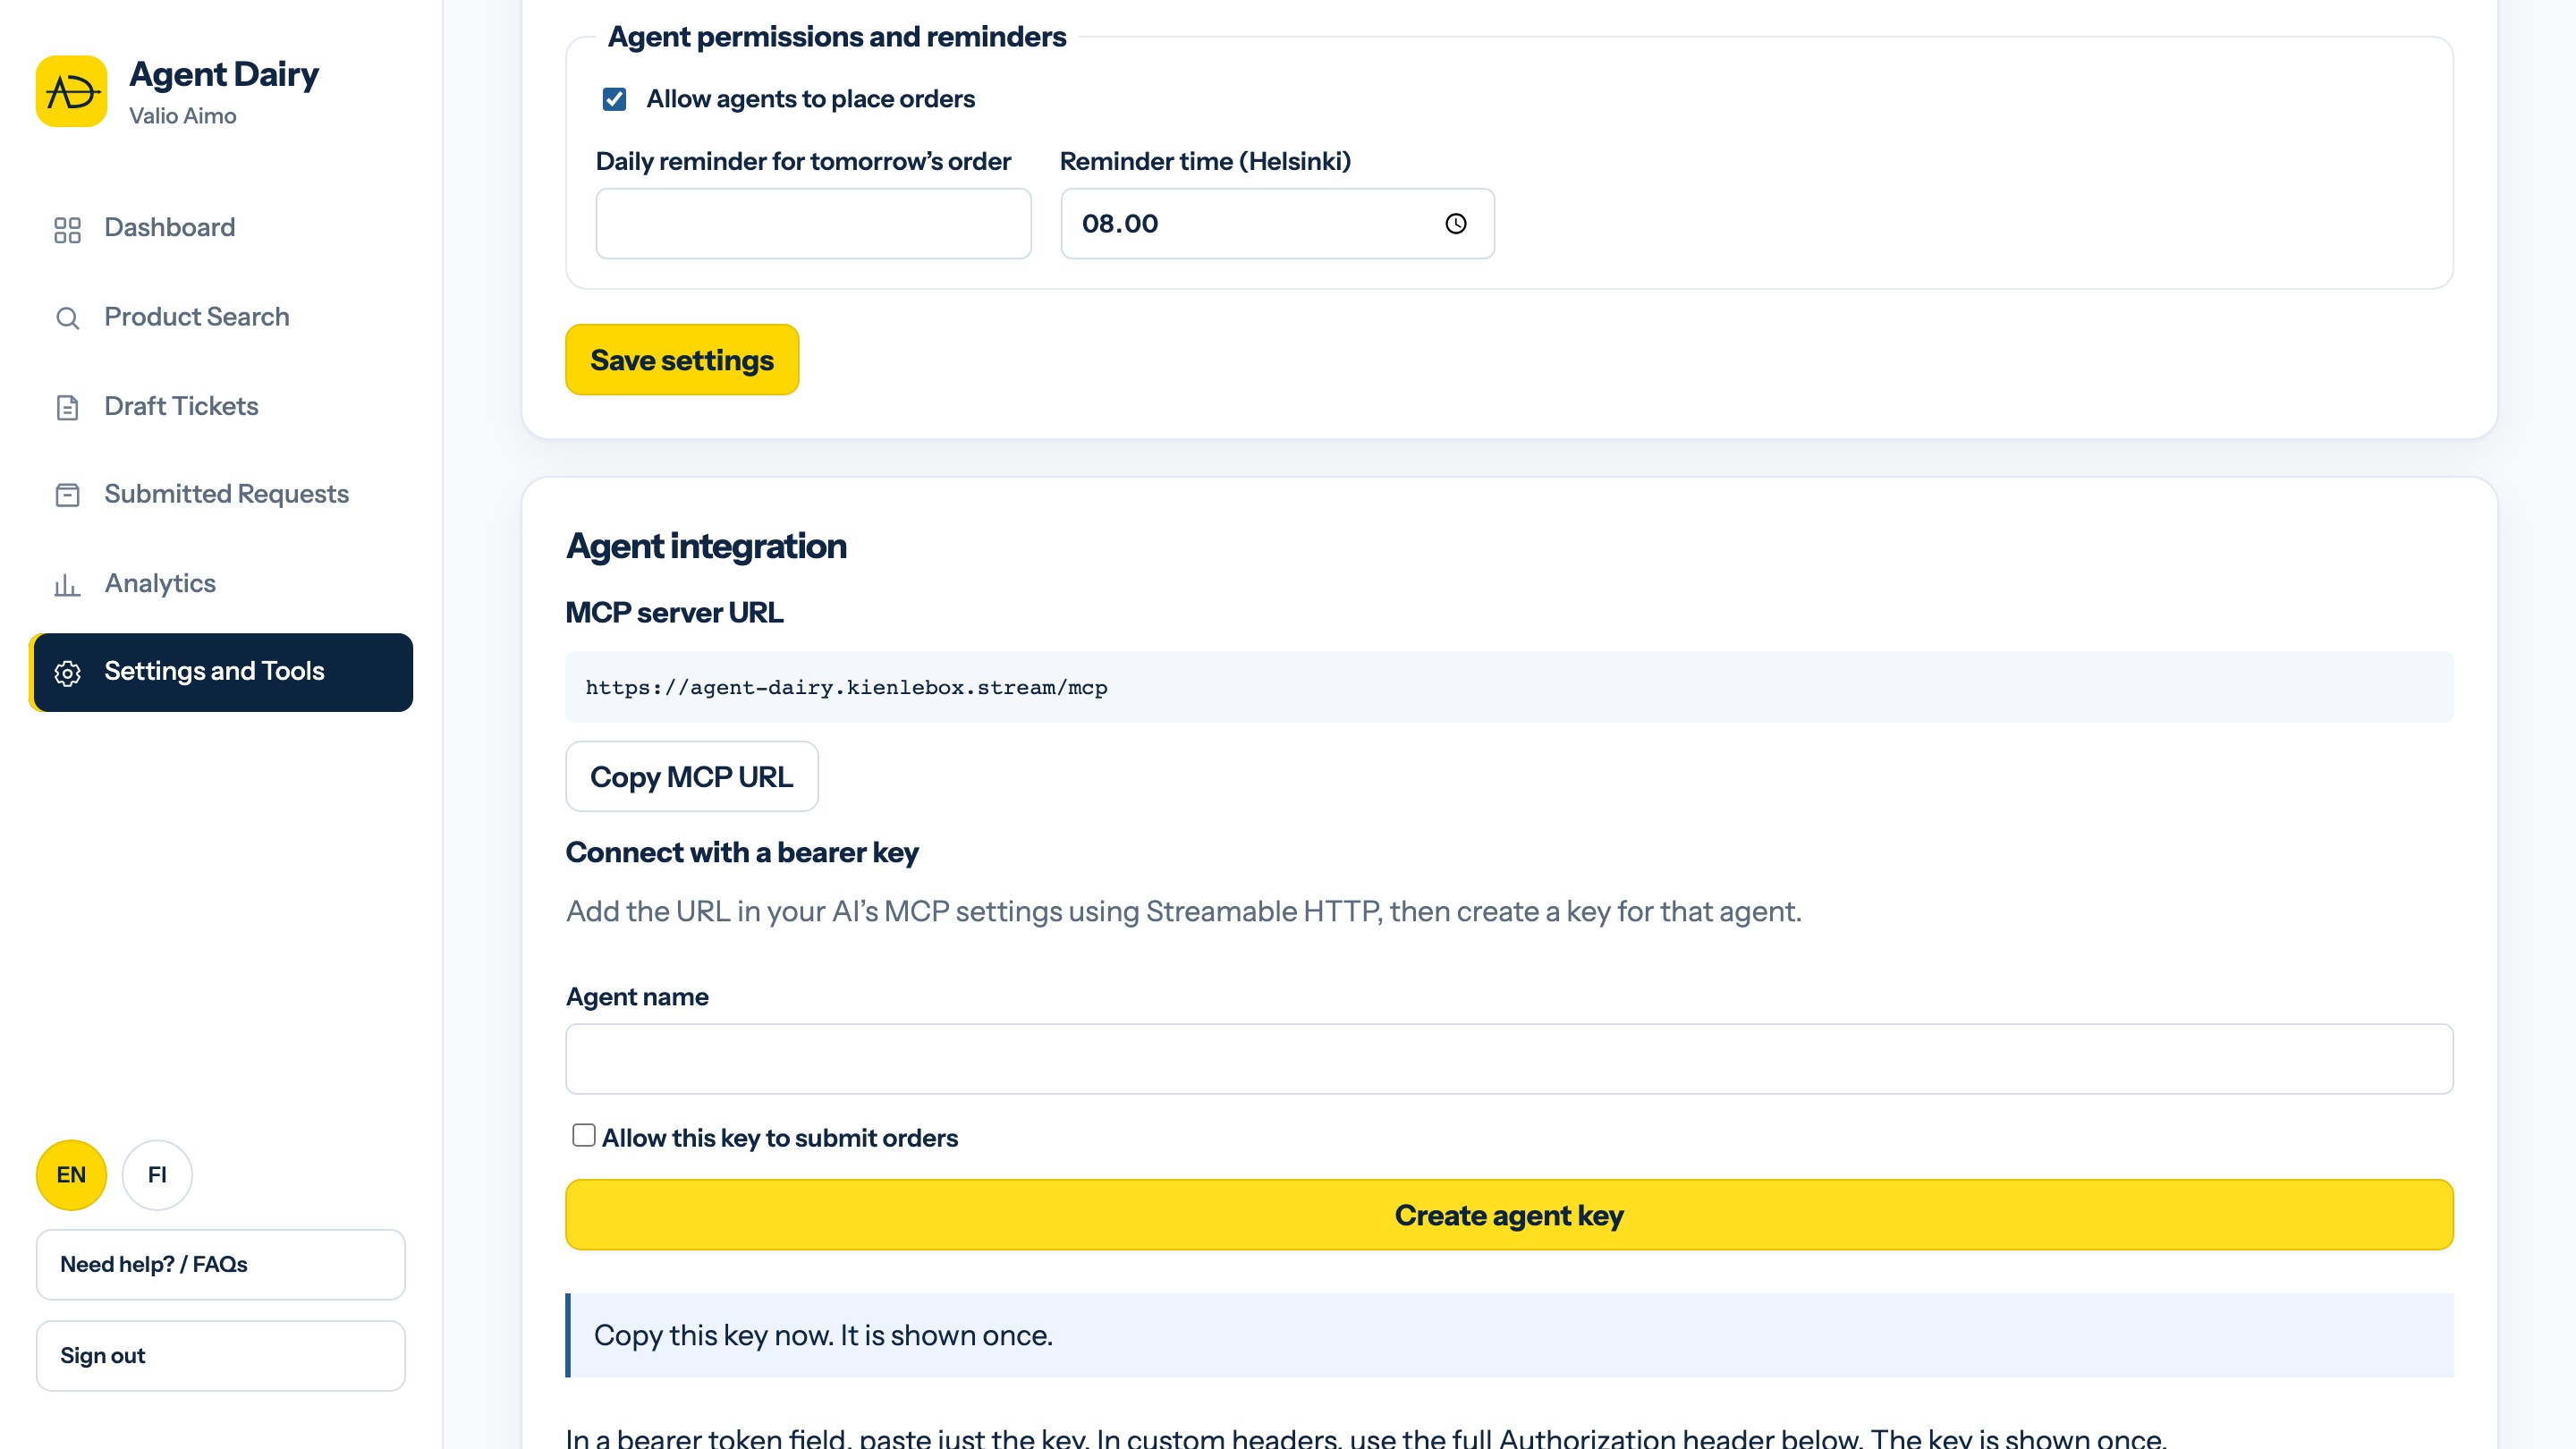 Agent Dairy
Valio Aimo
Dashboard
Product Search
Draft Tickets
Submitted Requests
Analytics
Settings and Tools
EN
FI
Need help? / FAQs
Sign out
Agent permissions and reminders
Allow agents to place orders
Daily reminder for tomorrow’s order
Reminder time (Helsinki)
08.00
Save settings
Agent integration
MCP server URL
https://agent-dairy.kienlebox.stream/mcp
Copy MCP URL
Connect with a bearer key
Add the URL in your AI’s MCP settings using Streamable HTTP, then create a key for that agent.
Agent name
Allow this key to submit orders
Create agent key
Copy this key now. It is shown once.
In a bearer token field, paste just the key. In custom headers, use the full Authorization header below. The key is shown once.